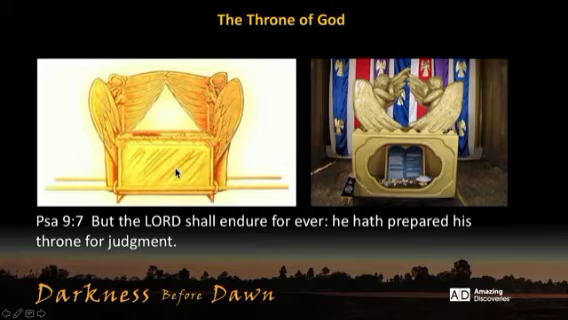 The Throne of God
Psa 9:7 But the LORD shall endure for ever: he hath prepared his
throne for judgment.
Darkness Before Dawn
AD Amazing
Discoveries